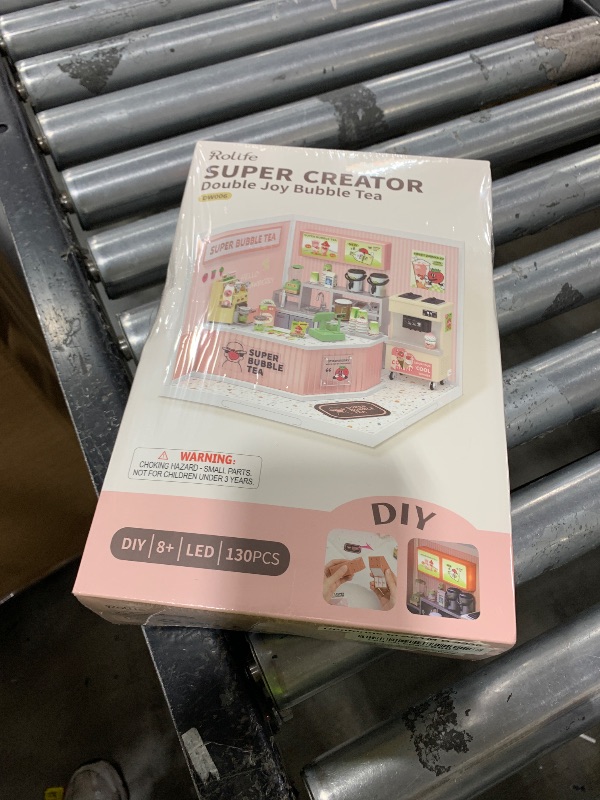 Rolife
SUPER CREATOR
Double Joy Bubble Tea
SUPER BUBBLE TEA
SUPER
BUBBLE
TEA
COOL
WARNING:
CHOKING HAZARD - SMALL PARTS.
NOT FOR CHILDREN UNDER 3 YEARS.
DIY
DIY | 8+ | LED | 130PCS